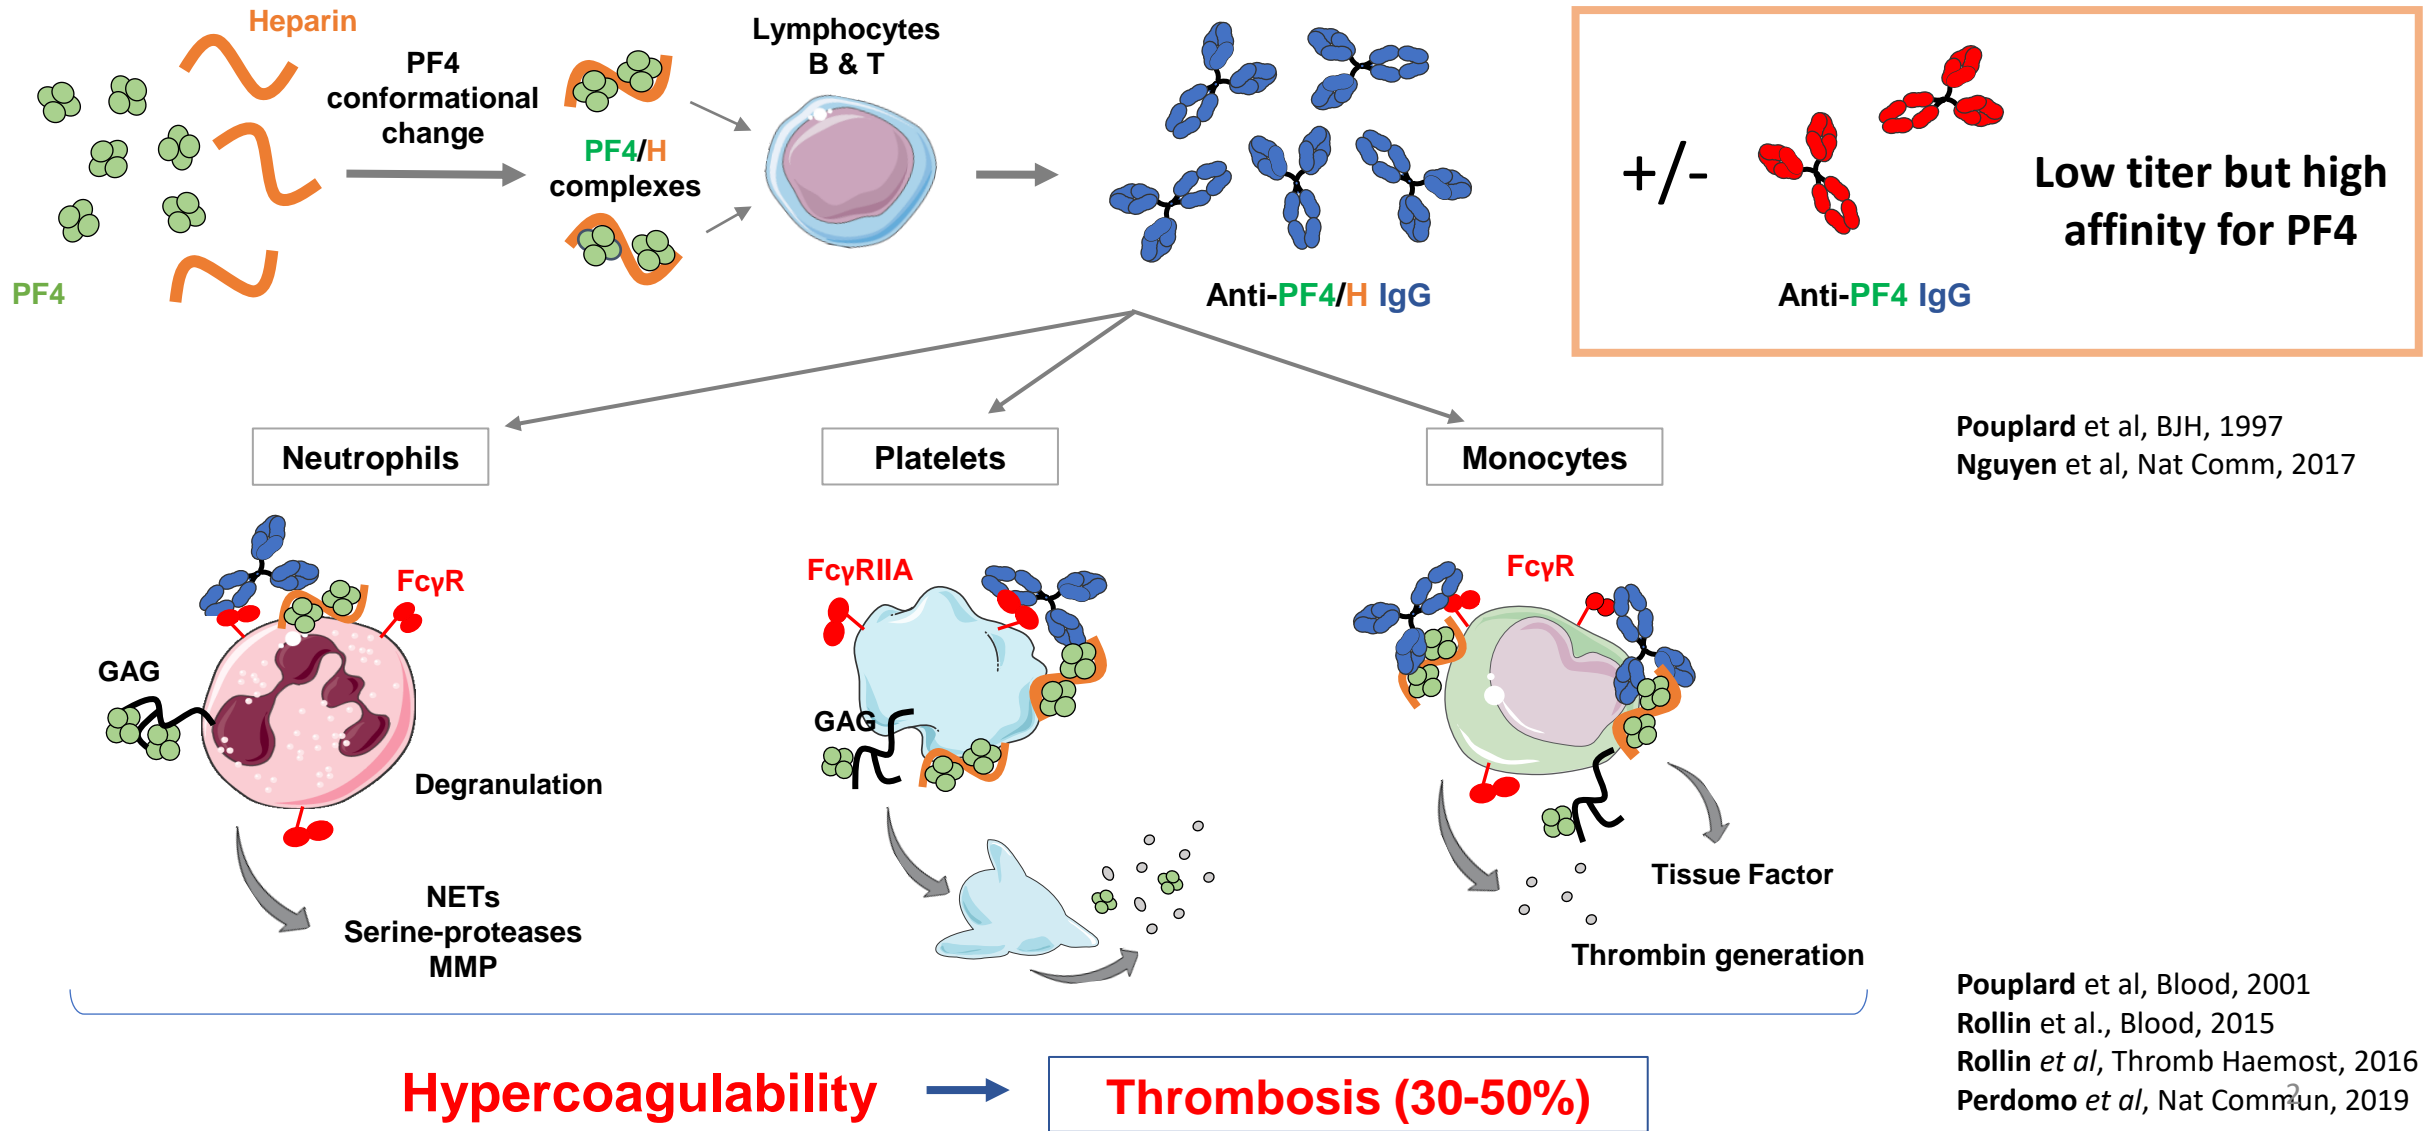 Heparin
PF4
conformational
change
PF4/H
complexes
Lymphocytes
B & T
PF4
Anti-PF4/H IgG
+/-
Low titer but high
affinity for PF4
Anti-PF4 IgG
Neutrophils
Platelets
Monocytes
Pouplard et al, BJH, 1997
Nguyen et al, Nat Comm, 2017
FcγR
GAG
Degranulation
NETs
Serine-proteases
MMP
FcγRIIA
GAG
FcγR
Tissue Factor
Thrombin generation
Pouplard et al, Blood, 2001
Rollin et al., Blood, 2015
Rollin et al, Thromb Haemost, 2016
Perdomo et al, Nat Commun, 2019
2
Hypercoagulability
Thrombosis (30-50%)